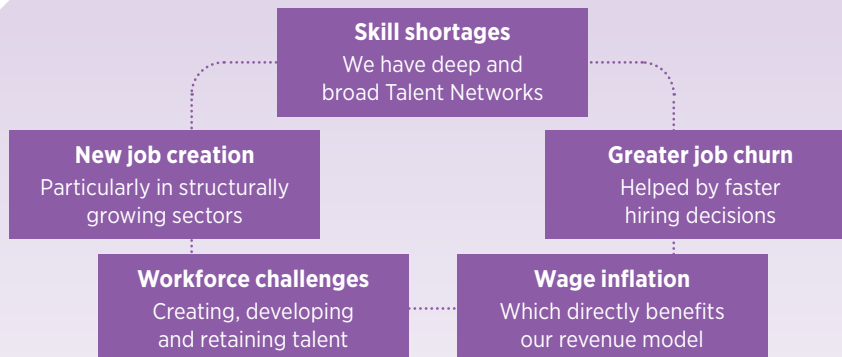 Skill shortages
We have deep and
broad Talent Networks
New job creation
Particularly in structurally
growing sectors
Greater job churn
Helped by faster
hiring decisions
Workforce challenges
Creating, developing
and retaining talent
Wage inflation
Which directly benefits
our revenue model